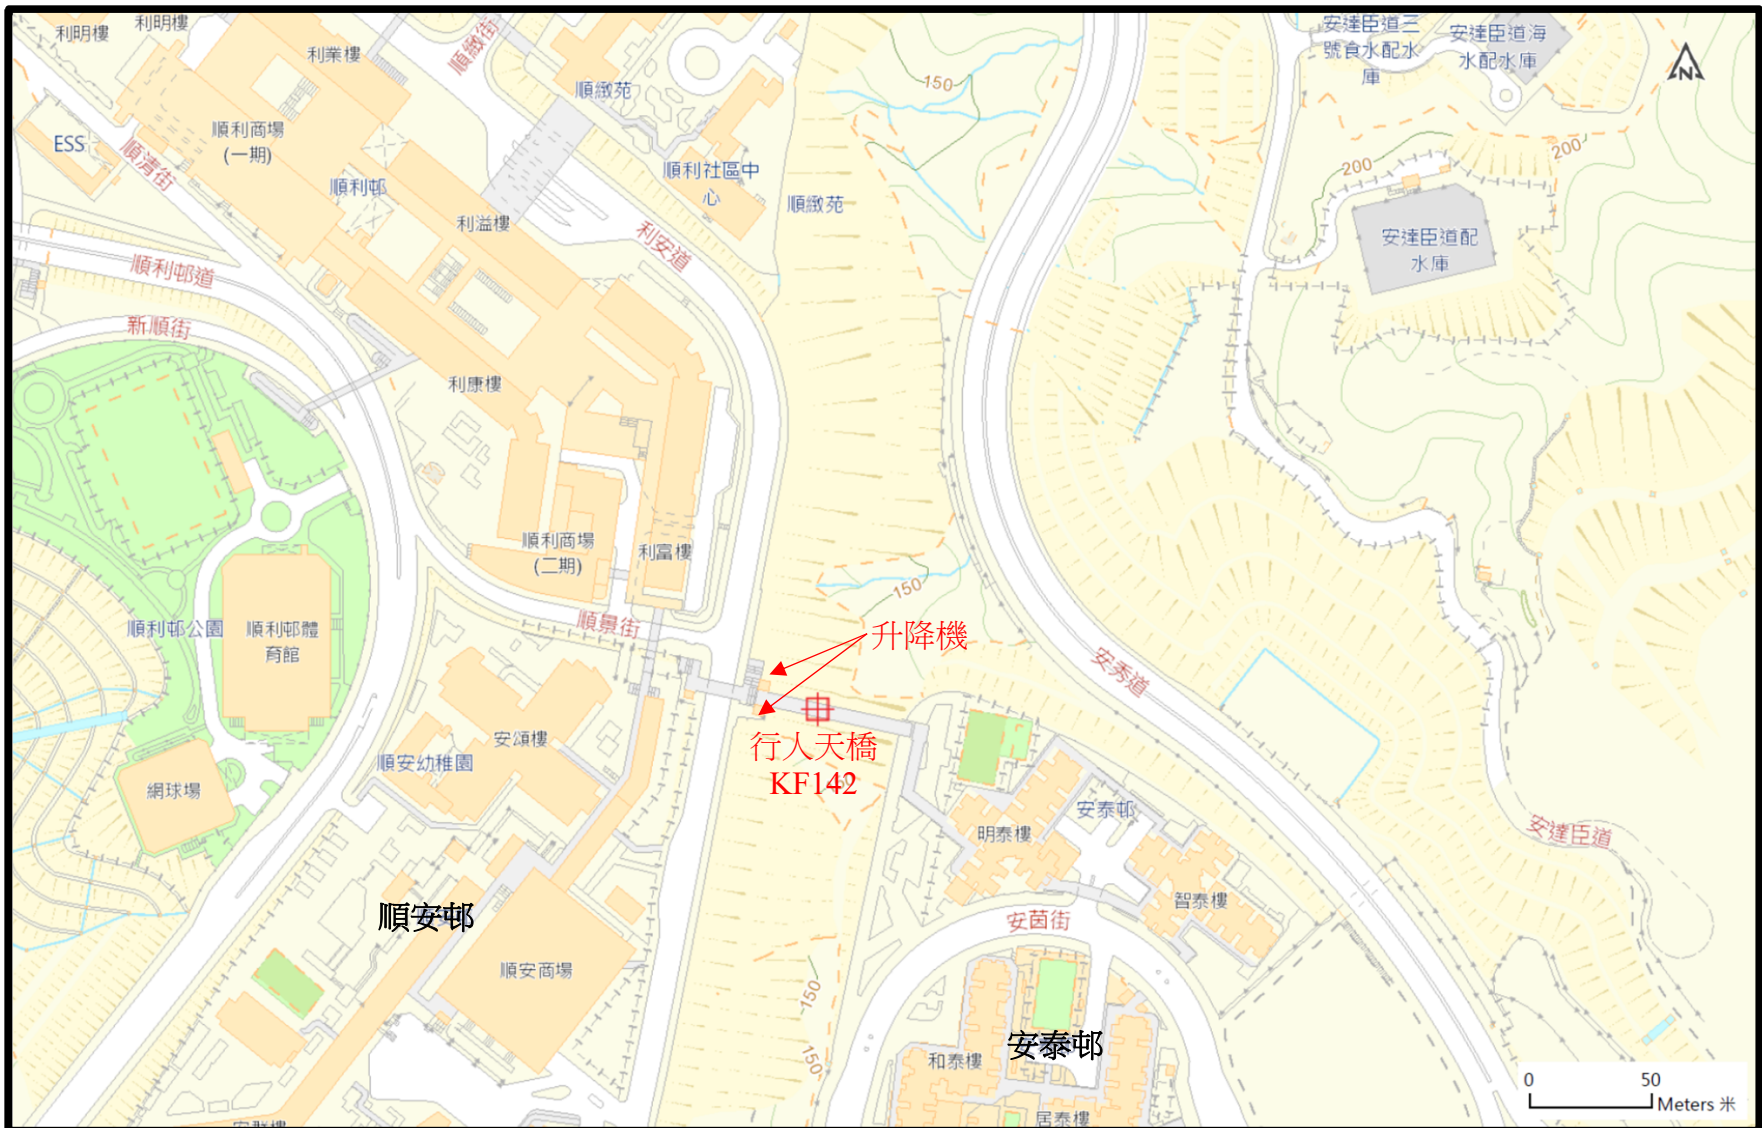 利明樓
利明樓
利業樓
順緻街
順緻苑
150
安達臣道三
號食水配水
庫
安達臣道海
水配水庫
N
ESS
順利商場
(一期)
順清街
順利邨
利溢樓
順利社區中
心
順緻苑
200
200
安達臣道配
水庫
順利邨道
利安道
新順街
利康樓
順利商場
(二期)
利富樓
150
順景街
順利邨公園
順利邨體
育館
升降機
安秀道
行人天橋
KF142
安頌樓
順安幼稚園
網球場
明泰樓
安泰邨
安達臣道
智泰樓
順安邨
安茵街
順安商場
150
150
和泰樓
安泰邨
居泰樓
0
50
Meters 米